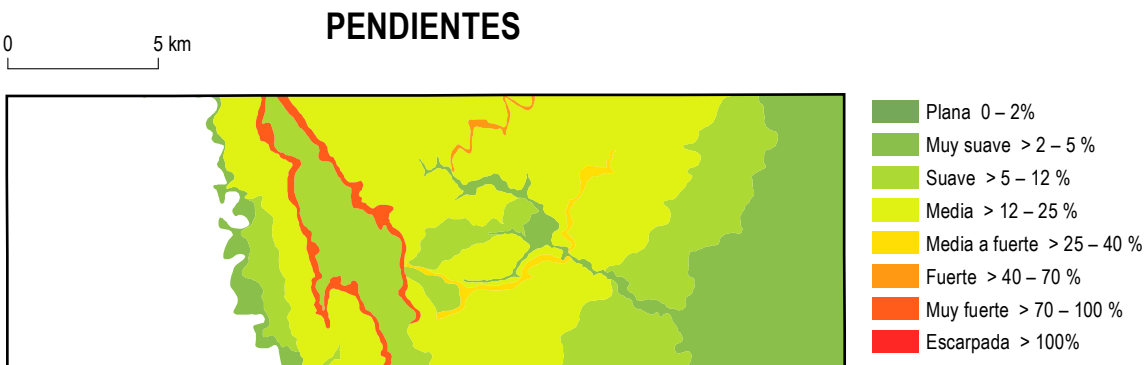 PENDIENTES
0 5 km
Plana 0 – 2%
Muy suave > 2 – 5 %
Suave > 5 – 12 %
Media > 12 – 25 %
Media a fuerte > 25 – 40 %
Fuerte > 40 – 70 %
Muy fuerte > 70 – 100 %
Escarpada > 100%